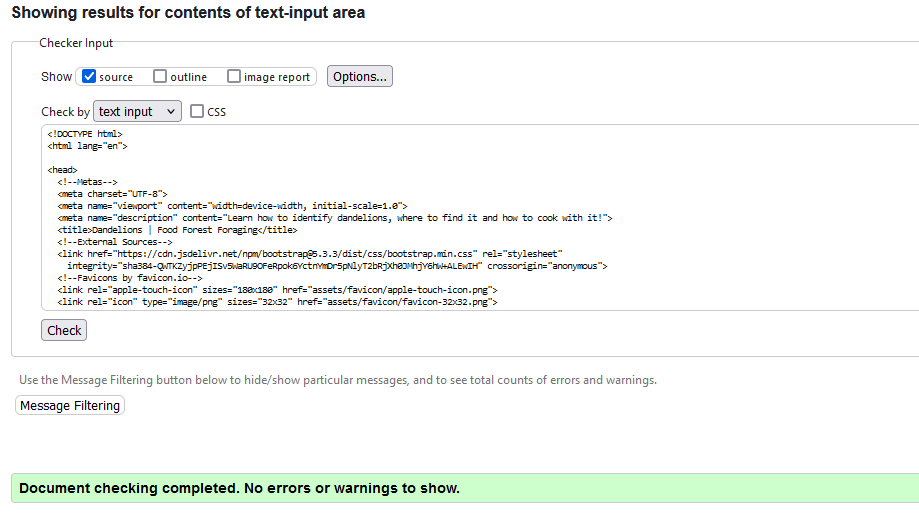 Showing results for contents of text-input area
Checker Input
Show source outline image report Options...
Check by text input CSS
<!DOCTYPE html>
<html lang="en">
<head>
<!--Metas-->
<meta charset="UTF-8">
<meta name="viewport" content="width=device-width, initial-scale=1.0">
<meta name="description" content="Learn how to identify dandelions, where to find it and how to cook with it!">
<title>Dandelions | Food Forest Foraging</title>
<!--External Sources-->
<link href="https://cdn.jsdelivr.net/npm/bootstrap@5.3.3/dist/css/bootstrap.min.css" rel="stylesheet"
integrity="sha384-QWTKZyjpPEjISv5WaRU9OFeRpok6YctnYmDr5pNlyT2bRjXh0JMhjY6hW+ALEwIH" crossorigin="anonymous">
<!--Favicons by favicon.io-->
<link rel="apple-touch-icon" sizes="180x180" href="assets/favicon/apple-touch-icon.png">
<link rel="icon" type="image/png" sizes="32x32" href="assets/favicon/favicon-32x32.png">
Check
Use the Message Filtering button below to hide/show particular messages, and to see total counts of errors and warnings.
Message Filtering
Document checking completed. No errors or warnings to show.